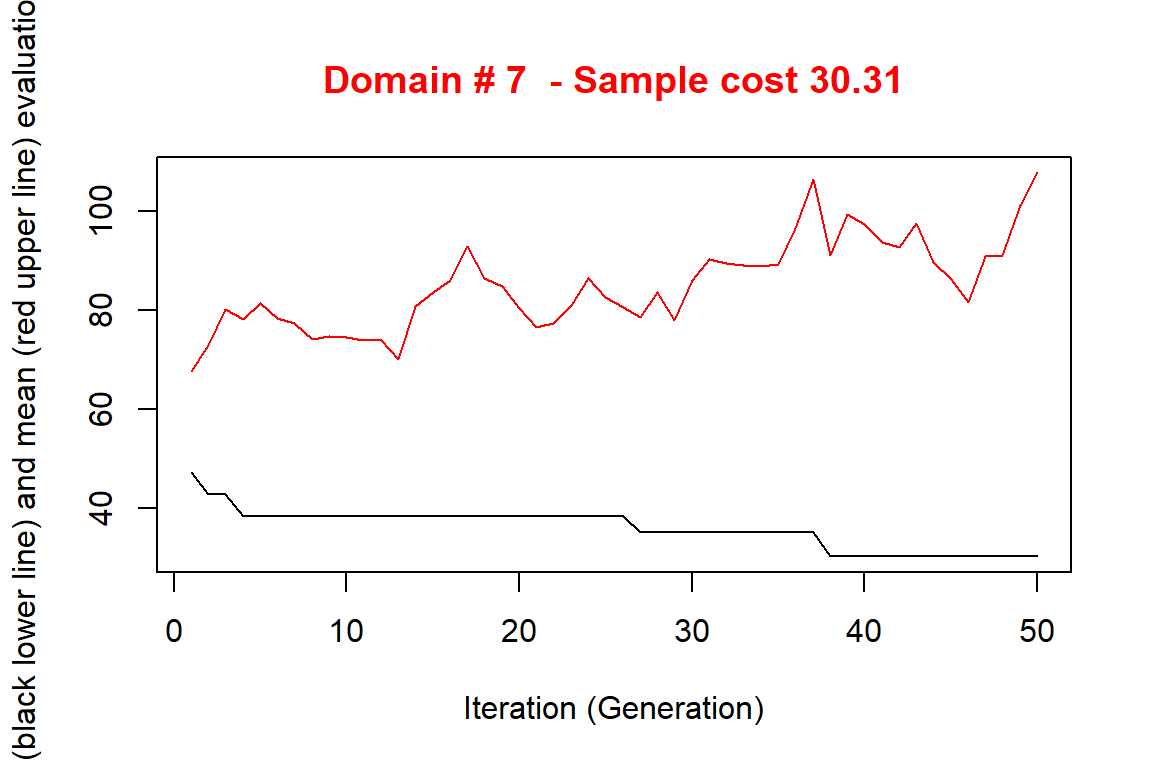 Domain # 7  - Sample cost 30.31
(black lower line) and mean (red upper line) evaluatio
100
80
60
40
0 10 20 30 40 50
Iteration (Generation)